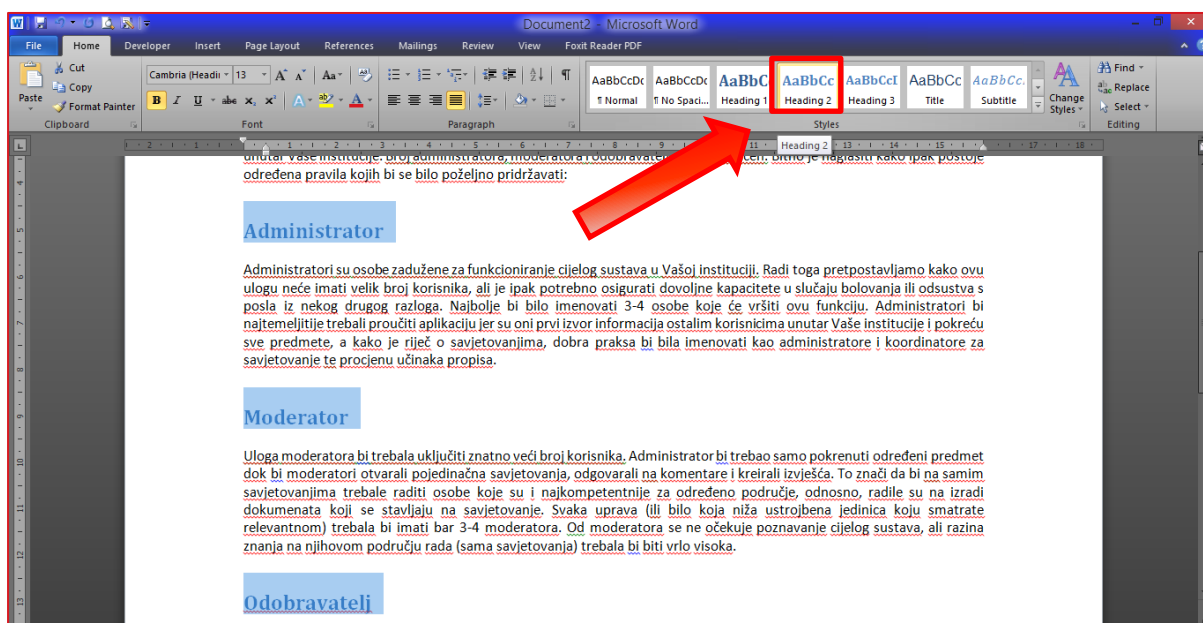 Document2 - Microsoft Word
File Home Developer Insert Page Layout References Mailings Review View Foxit Reader PDF
Cut
Copy
Format Painter
Paste
Clipboard
Cambria (Headii 13
Font
Paragraph
AaBbCcDc AaBbCcDc AaBbC AaBbCc AaBbCcI AaBbCc AaBbCc.
¶ Normal ¶ No Spaci... Heading 1 Heading 2 Heading 3 Title Subtitle
Change Styles
Styles
Find
Replace
Select
Editing
Heading 2
unutar Vaše institucije. Broj administratora, moderatora i
određena pravila kojih bi se bilo poželjno pridržavati:
Administrator
Administratori su osobe zadužene za funkcioniranje cijelog sustava u Vašoj instituciji. Radi toga pretpostavljamo kako ovu
ulogu neće imati velik broj korisnika, ali je ipak potrebno osigurati dovoljne kapacitete u slučaju bolovanja ili odsustva s
posla iz nekog drugog razloga. Najbolje bi bilo imenovati 3-4 osobe koje će vršiti ovu funkciju. Administratori bi
najtemeljitije trebali proučiti aplikaciju jer su oni prvi izvor informacija ostalim korisnicima unutar Vaše institucije i pokreću
sve predmete, a kako je riječ o savjetovanjima, dobra praksa bi bila imenovati kao administratore i koordinatore za
savjetovanje te procjenu učinaka propisa.
Moderator
Uloga moderatora bi trebala uključiti znatno veći broj korisnika. Administrator bi trebao samo pokrenuti određeni predmet
dok bi moderatori otvarali pojedinačna savjetovanja, odgovarali na komentare i kreirali izvješća. To znači da bi na samim
savjetovanjima trebale raditi osobe koje su i najkompetentnije za određeno područje, odnosno, radile su na izradi
dokumenata koji se stavljaju na savjetovanje. Svaka uprava (ili bilo koja niža ustrojbena jedinica koju smatrate
relevantnom) trebala bi imati bar 3-4 moderatora. Od moderatora se ne očekuje poznavanje cijelog sustava, ali razina
znanja na njihovom području rada (sama savjetovanja) trebala bi biti vrlo visoka.
Odobravatelj